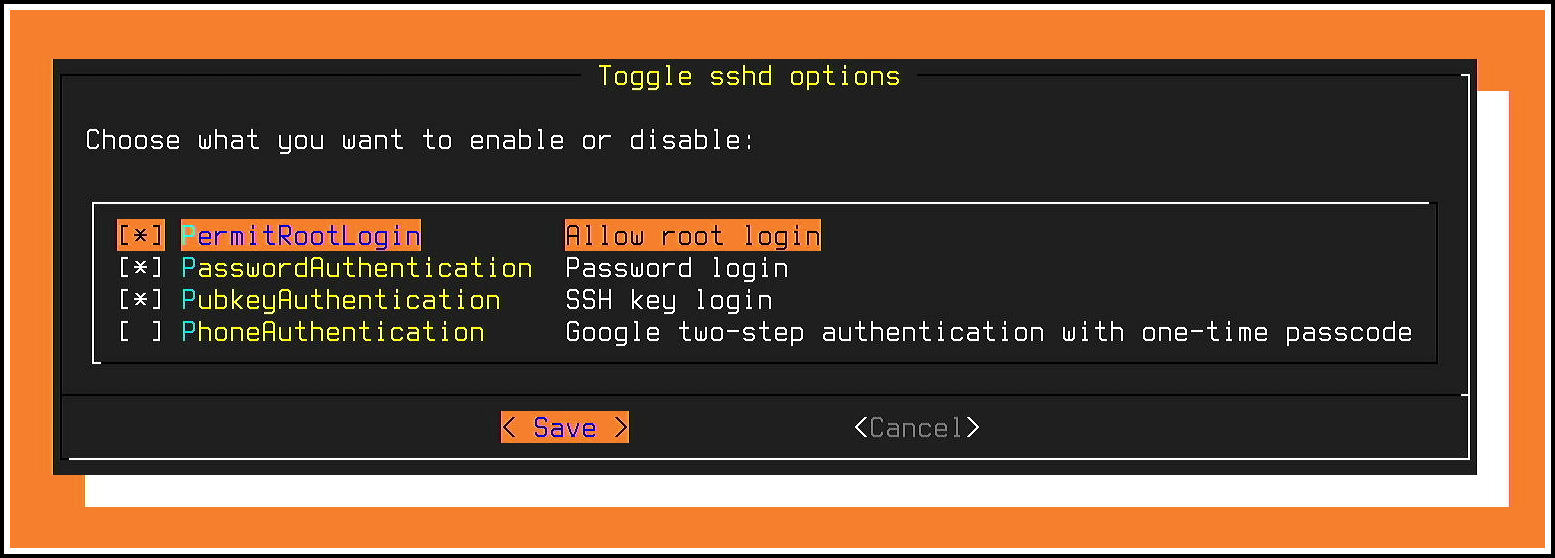 Toggle sshd options
Choose what you want to enable or disable:
[*] PermitRootLogin Allow root login
[*] PasswordAuthentication Password login
[*] PubkeyAuthentication SSH key login
[ ] PhoneAuthentication Google two-step authentication with one-time passcode
< Save > <Cancel>